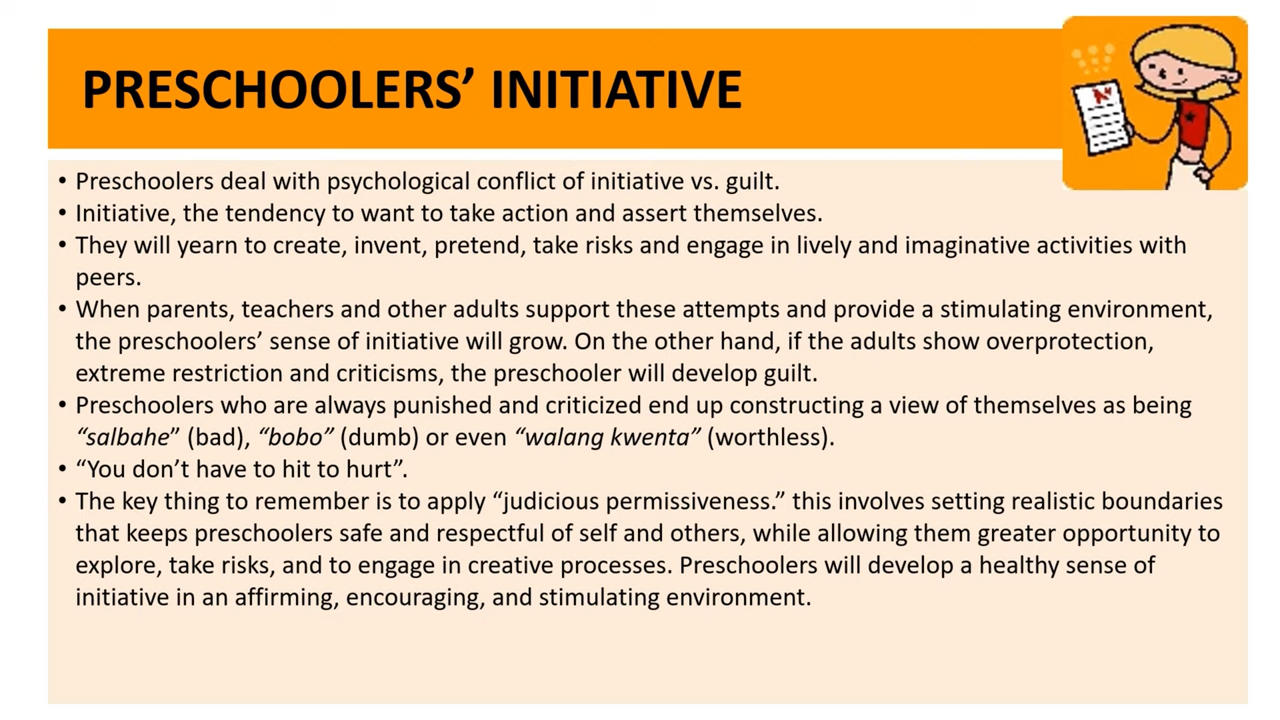 PRESCHOOLERS’ INITIATIVE
• Preschoolers deal with psychological conflict of initiative vs. guilt.
• Initiative, the tendency to want to take action and assert themselves.
• They will yearn to create, invent, pretend, take risks and engage in lively and imaginative activities with
peers.
• When parents, teachers and other adults support these attempts and provide a stimulating environment,
the preschoolers’ sense of initiative will grow. On the other hand, if the adults show overprotection,
extreme restriction and criticisms, the preschooler will develop guilt.
• Preschoolers who are always punished and criticized end up constructing a view of themselves as being
“salbahe” (bad), “bobo” (dumb) or even “walang kwenta” (worthless).
• “You don’t have to hit to hurt”.
• The key thing to remember is to apply “judicious permissiveness.” this involves setting realistic boundaries
that keeps preschoolers safe and respectful of self and others, while allowing them greater opportunity to
explore, take risks, and to engage in creative processes. Preschoolers will develop a healthy sense of
initiative in an affirming, encouraging, and stimulating environment.